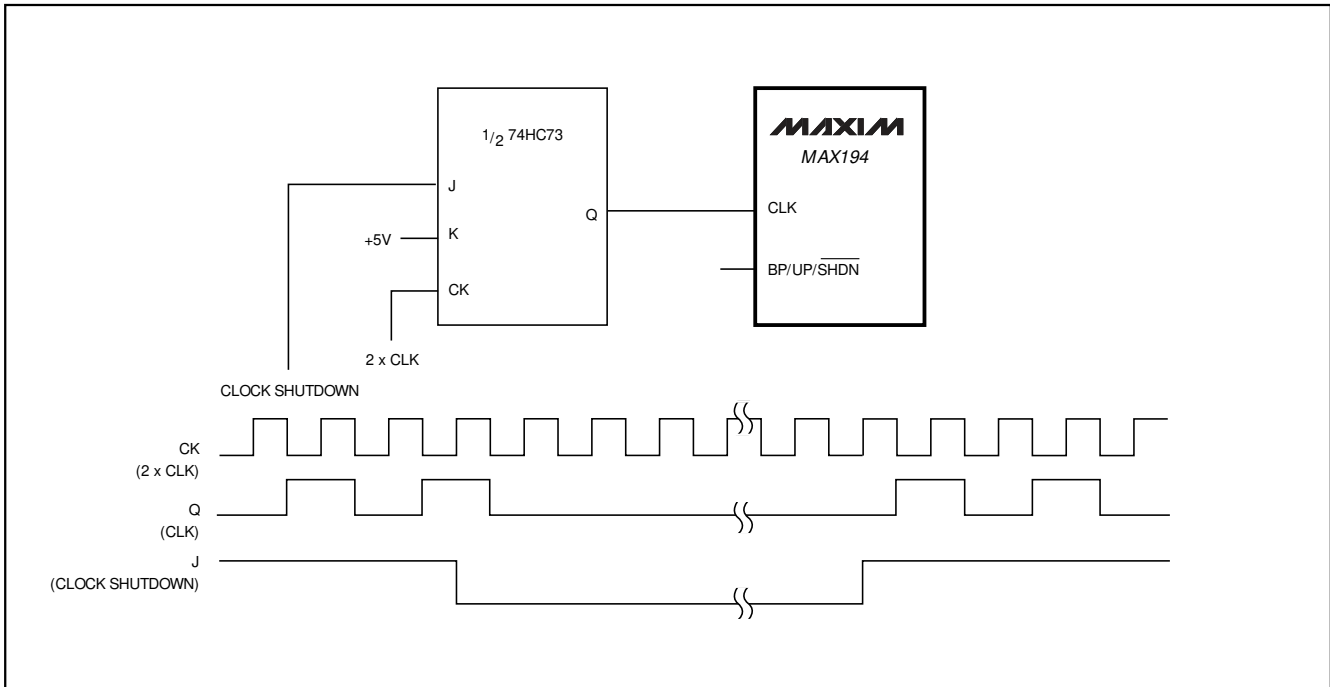 1/2 74HC73
MAXIM
MAX194
J
Q
CLK
+5V
K
BP/UP/SHDN
CK
2 x CLK
CLOCK SHUTDOWN
CK
(2 x CLK)
Q
(CLK)
J
(CLOCK SHUTDOWN)